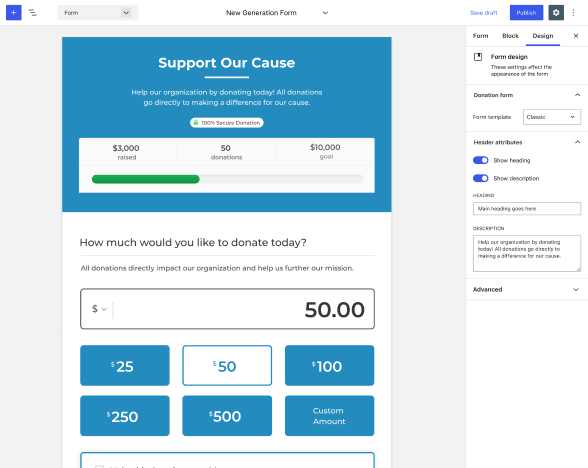 Form
New Generation Form
Save draft
Publish
Support Our Cause
Help our organization by donating today! All donations
go directly to making a difference for our cause.
100% Secure Donation
$3,000
raised
50
donations
$10,000
goal
How much would you like to donate today?
All donations directly impact our organization and help us further our mission.
$
50.00
$25
$50
$100
$250
$500
Custom
Amount
Form
Block
Design
Form design
These settings affect the
appearance of the form
Donation form
Form template
Classic
Header attributes
Show heading
Show description
HEADING
Main heading goes here
DESCRIPTION
Help our organization by donating
today! All donations go directly to
making a difference for our cause.
Advanced